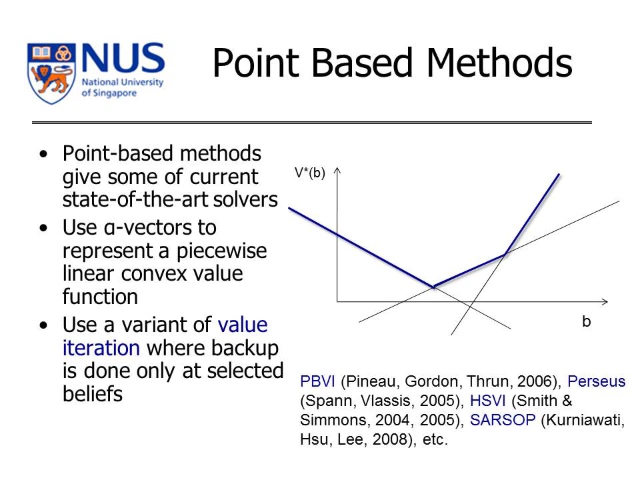 NUS
National University
of Singapore
Point Based Methods
• Point-based methods
give some of current
state-of-the-art solvers
• Use α-vectors to
represent a piecewise
linear convex value
function
• Use a variant of value
iteration where backup
is done only at selected
beliefs
V*(b)
b
PBVI (Pineau, Gordon, Thrun, 2006), Perseus
(Spann, Vlassis, 2005), HSVI (Smith &
Simmons, 2004, 2005), SARSOP (Kurniawati,
Hsu, Lee, 2008), etc.